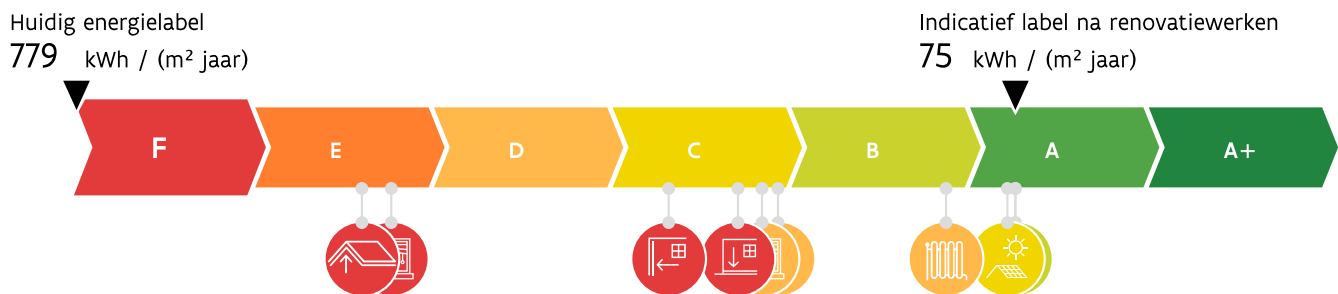 Huidig energielabel
779 kWh / (m² jaar)
Indicatief label na renovatiewerken
75 kWh / (m² jaar)
F E D C B A A+